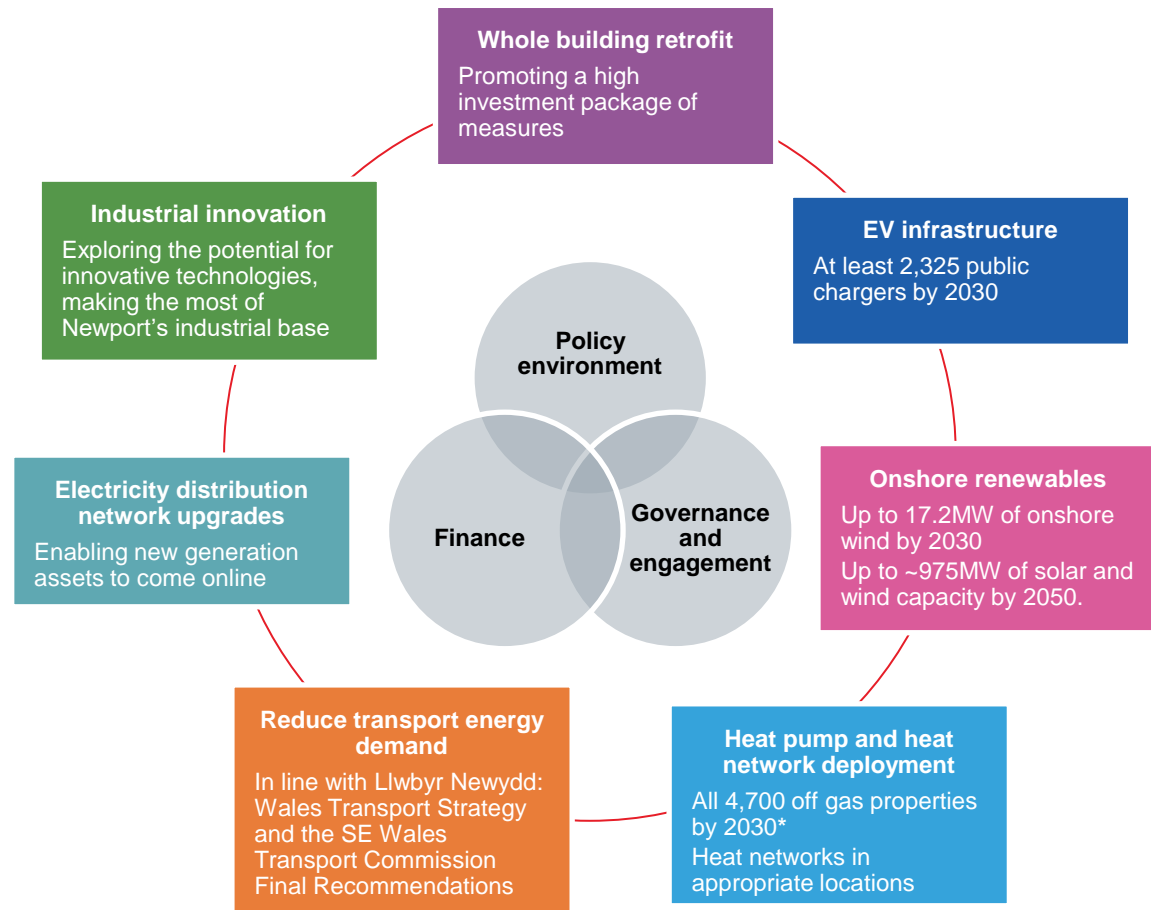 Whole building retrofit
Promoting a high
investment package of
measures
Industrial innovation
Exploring the potential for
innovative technologies,
making the most of
Newport's industrial base
EV infrastructure
At least 2,325 public
chargers by 2030
Policy
environment
Electricity distribution
network upgrades
Enabling new generation
assets to come online
Finance
Governance
and
engagement
Onshore renewables
Up to 17.2MW of onshore
wind by 2030
Up to ~975MW of solar and
wind capacity by 2050.
Reduce transport energy
demand
In line with Llwbyr Newydd:
Wales Transport Strategy
and the SE Wales
Transport Commission
Final Recommendations
Heat pump and heat
network deployment
All 4,700 off gas properties
by 2030*
Heat networks in
appropriate locations